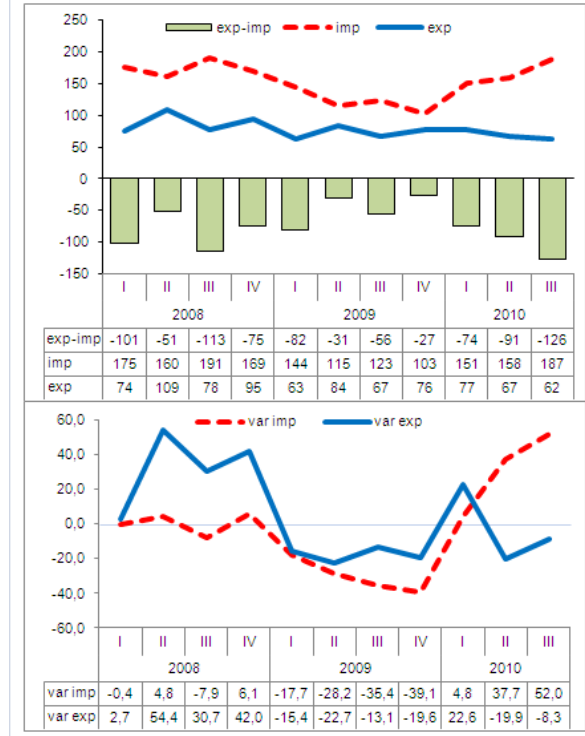 exp-imp imp exp
250
200
150
100
50
0
-50
-100
-150
I II III IV I II III IV I II III
2008 2009 2010
exp-imp -101 -51 -113 -75 -82 -31 -56 -27 -74 -91 -126
imp 175 160 191 169 144 115 123 103 151 158 187
exp 74 109 78 95 63 84 67 76 77 67 62
var imp var exp
60,0
40,0
20,0
0,0
-20,0
-40,0
-60,0
I II III IV I II III IV I II III
2008 2009 2010
var imp -0,4 4,8 -7,9 6,1 -17,7 -28,2 -35,4 -39,1 4,8 37,7 52,0
var exp 2,7 54,4 30,7 42,0 -15,4 -22,7 -13,1 -19,6 22,6 -19,9 -8,3